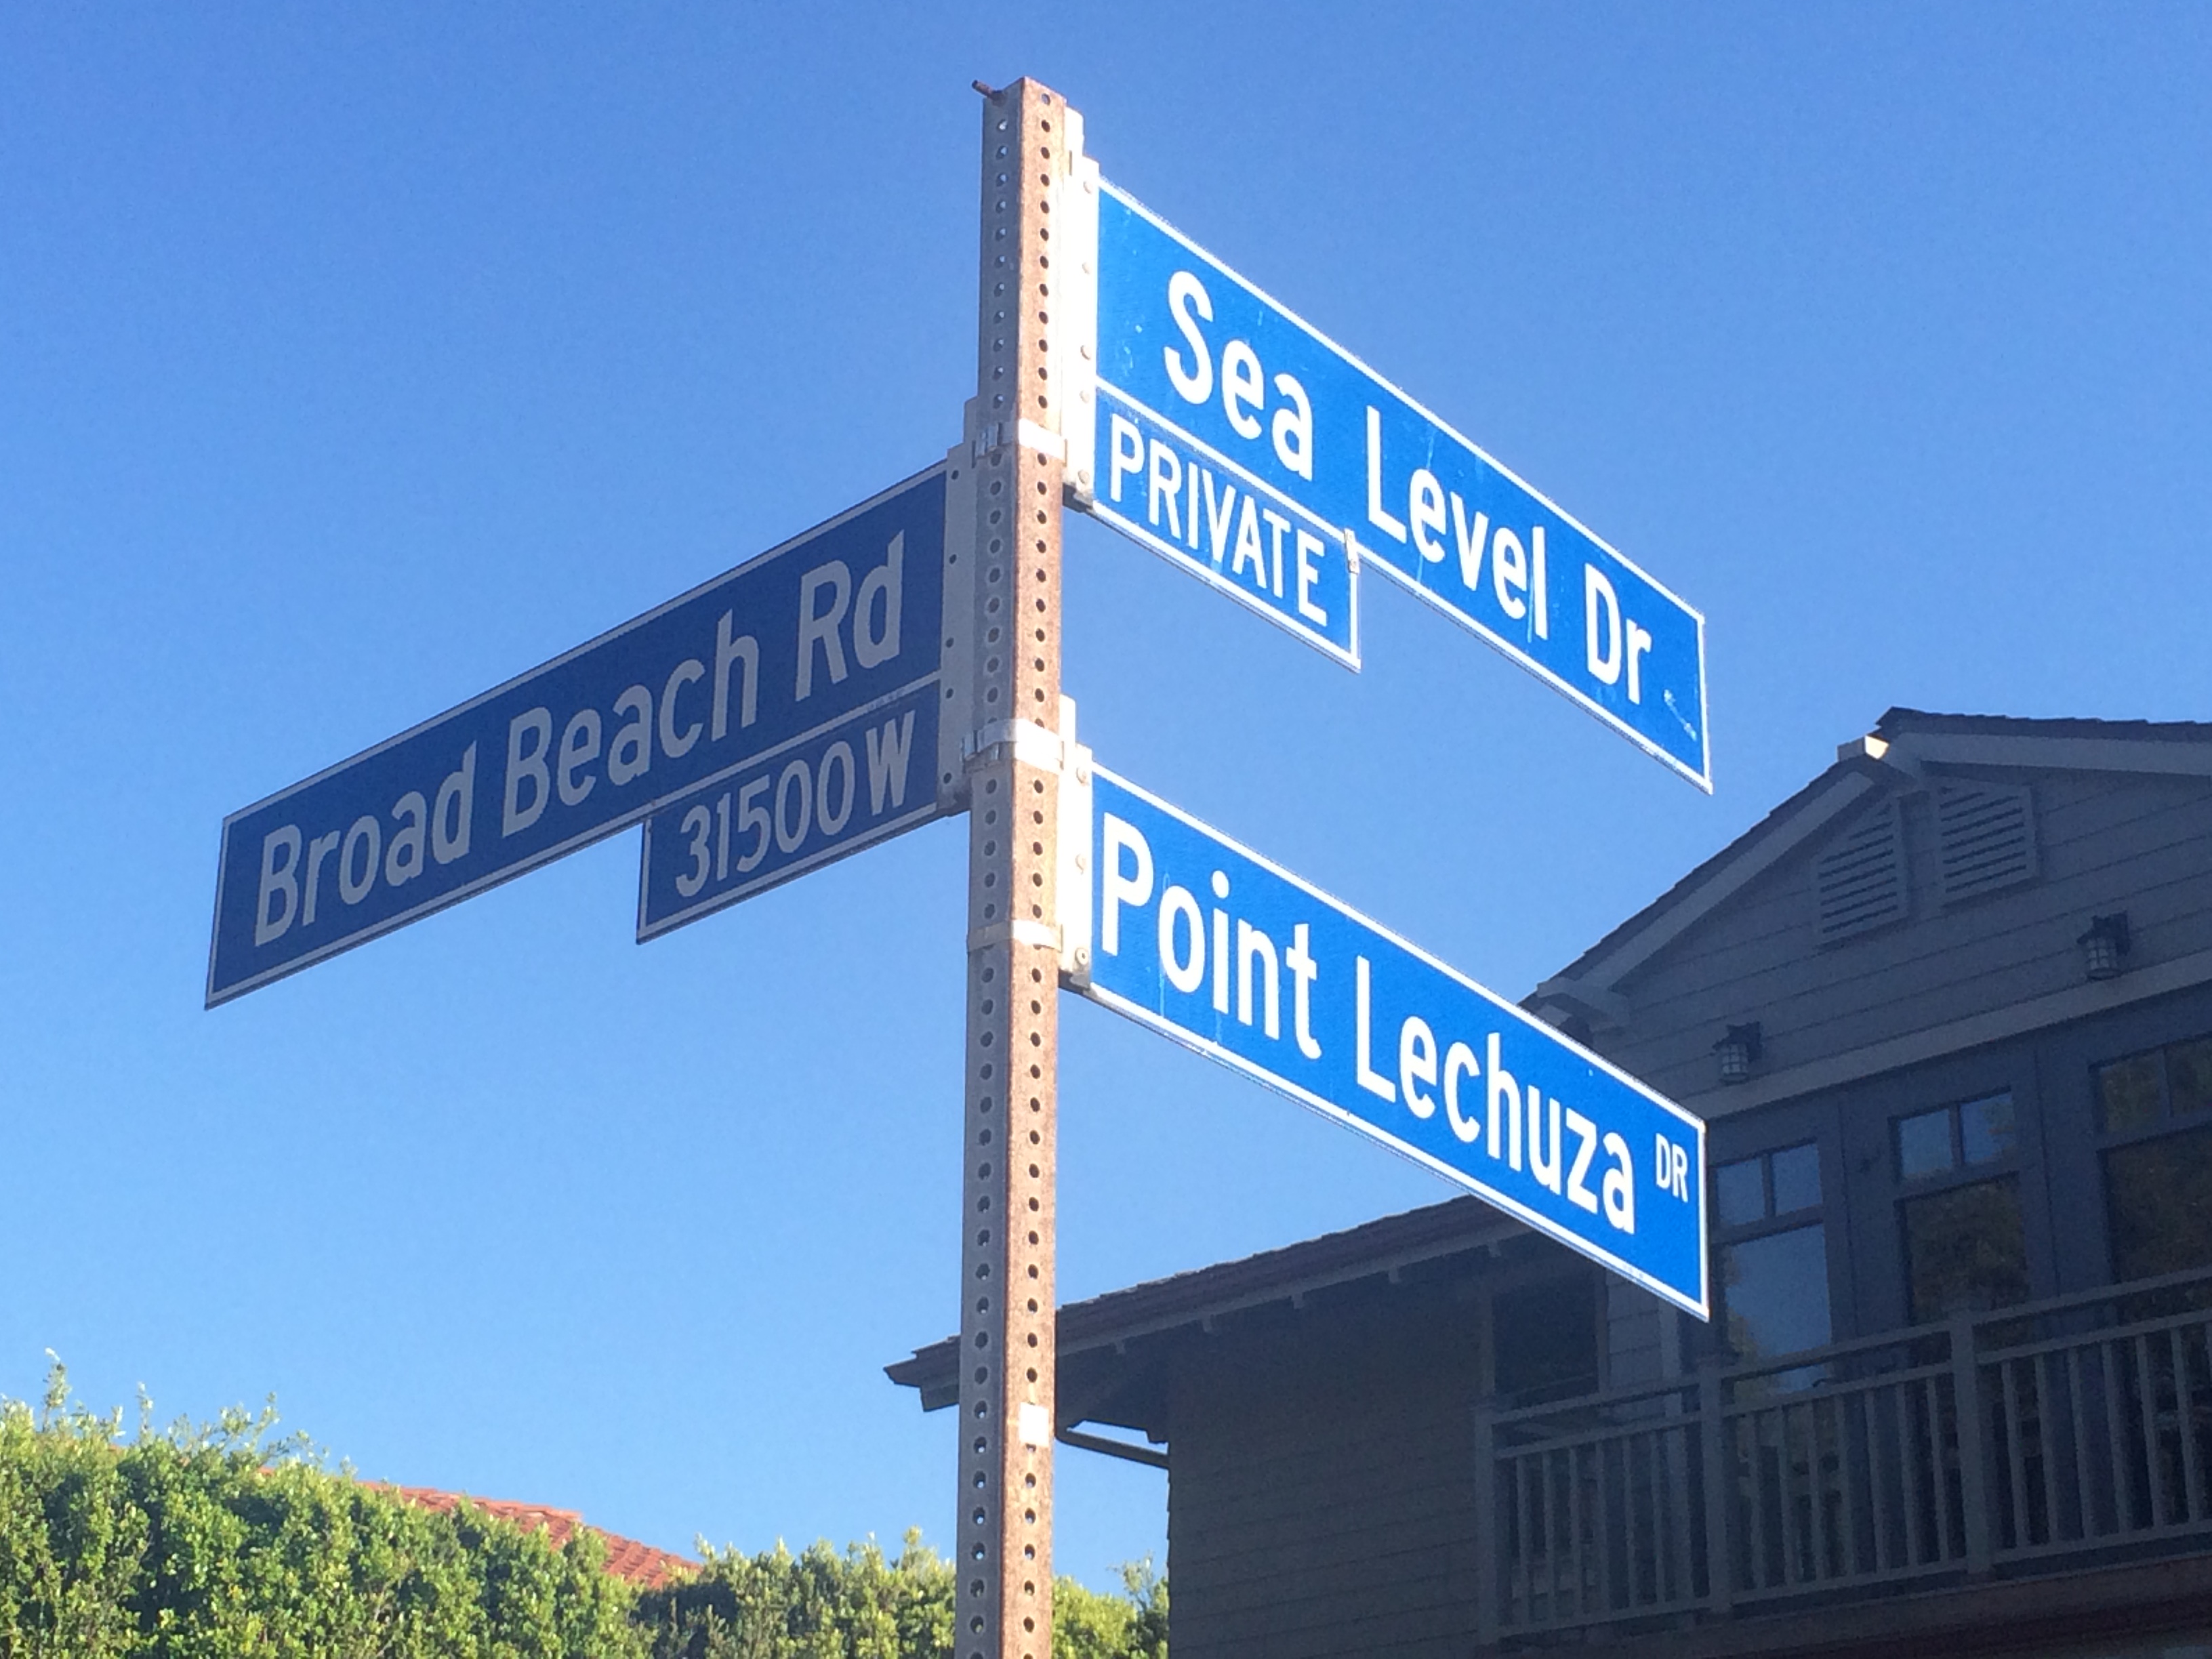 Sea Level Dr
PRIVATE
Broad Beach Rd
31500 W
Point Lechuza DR